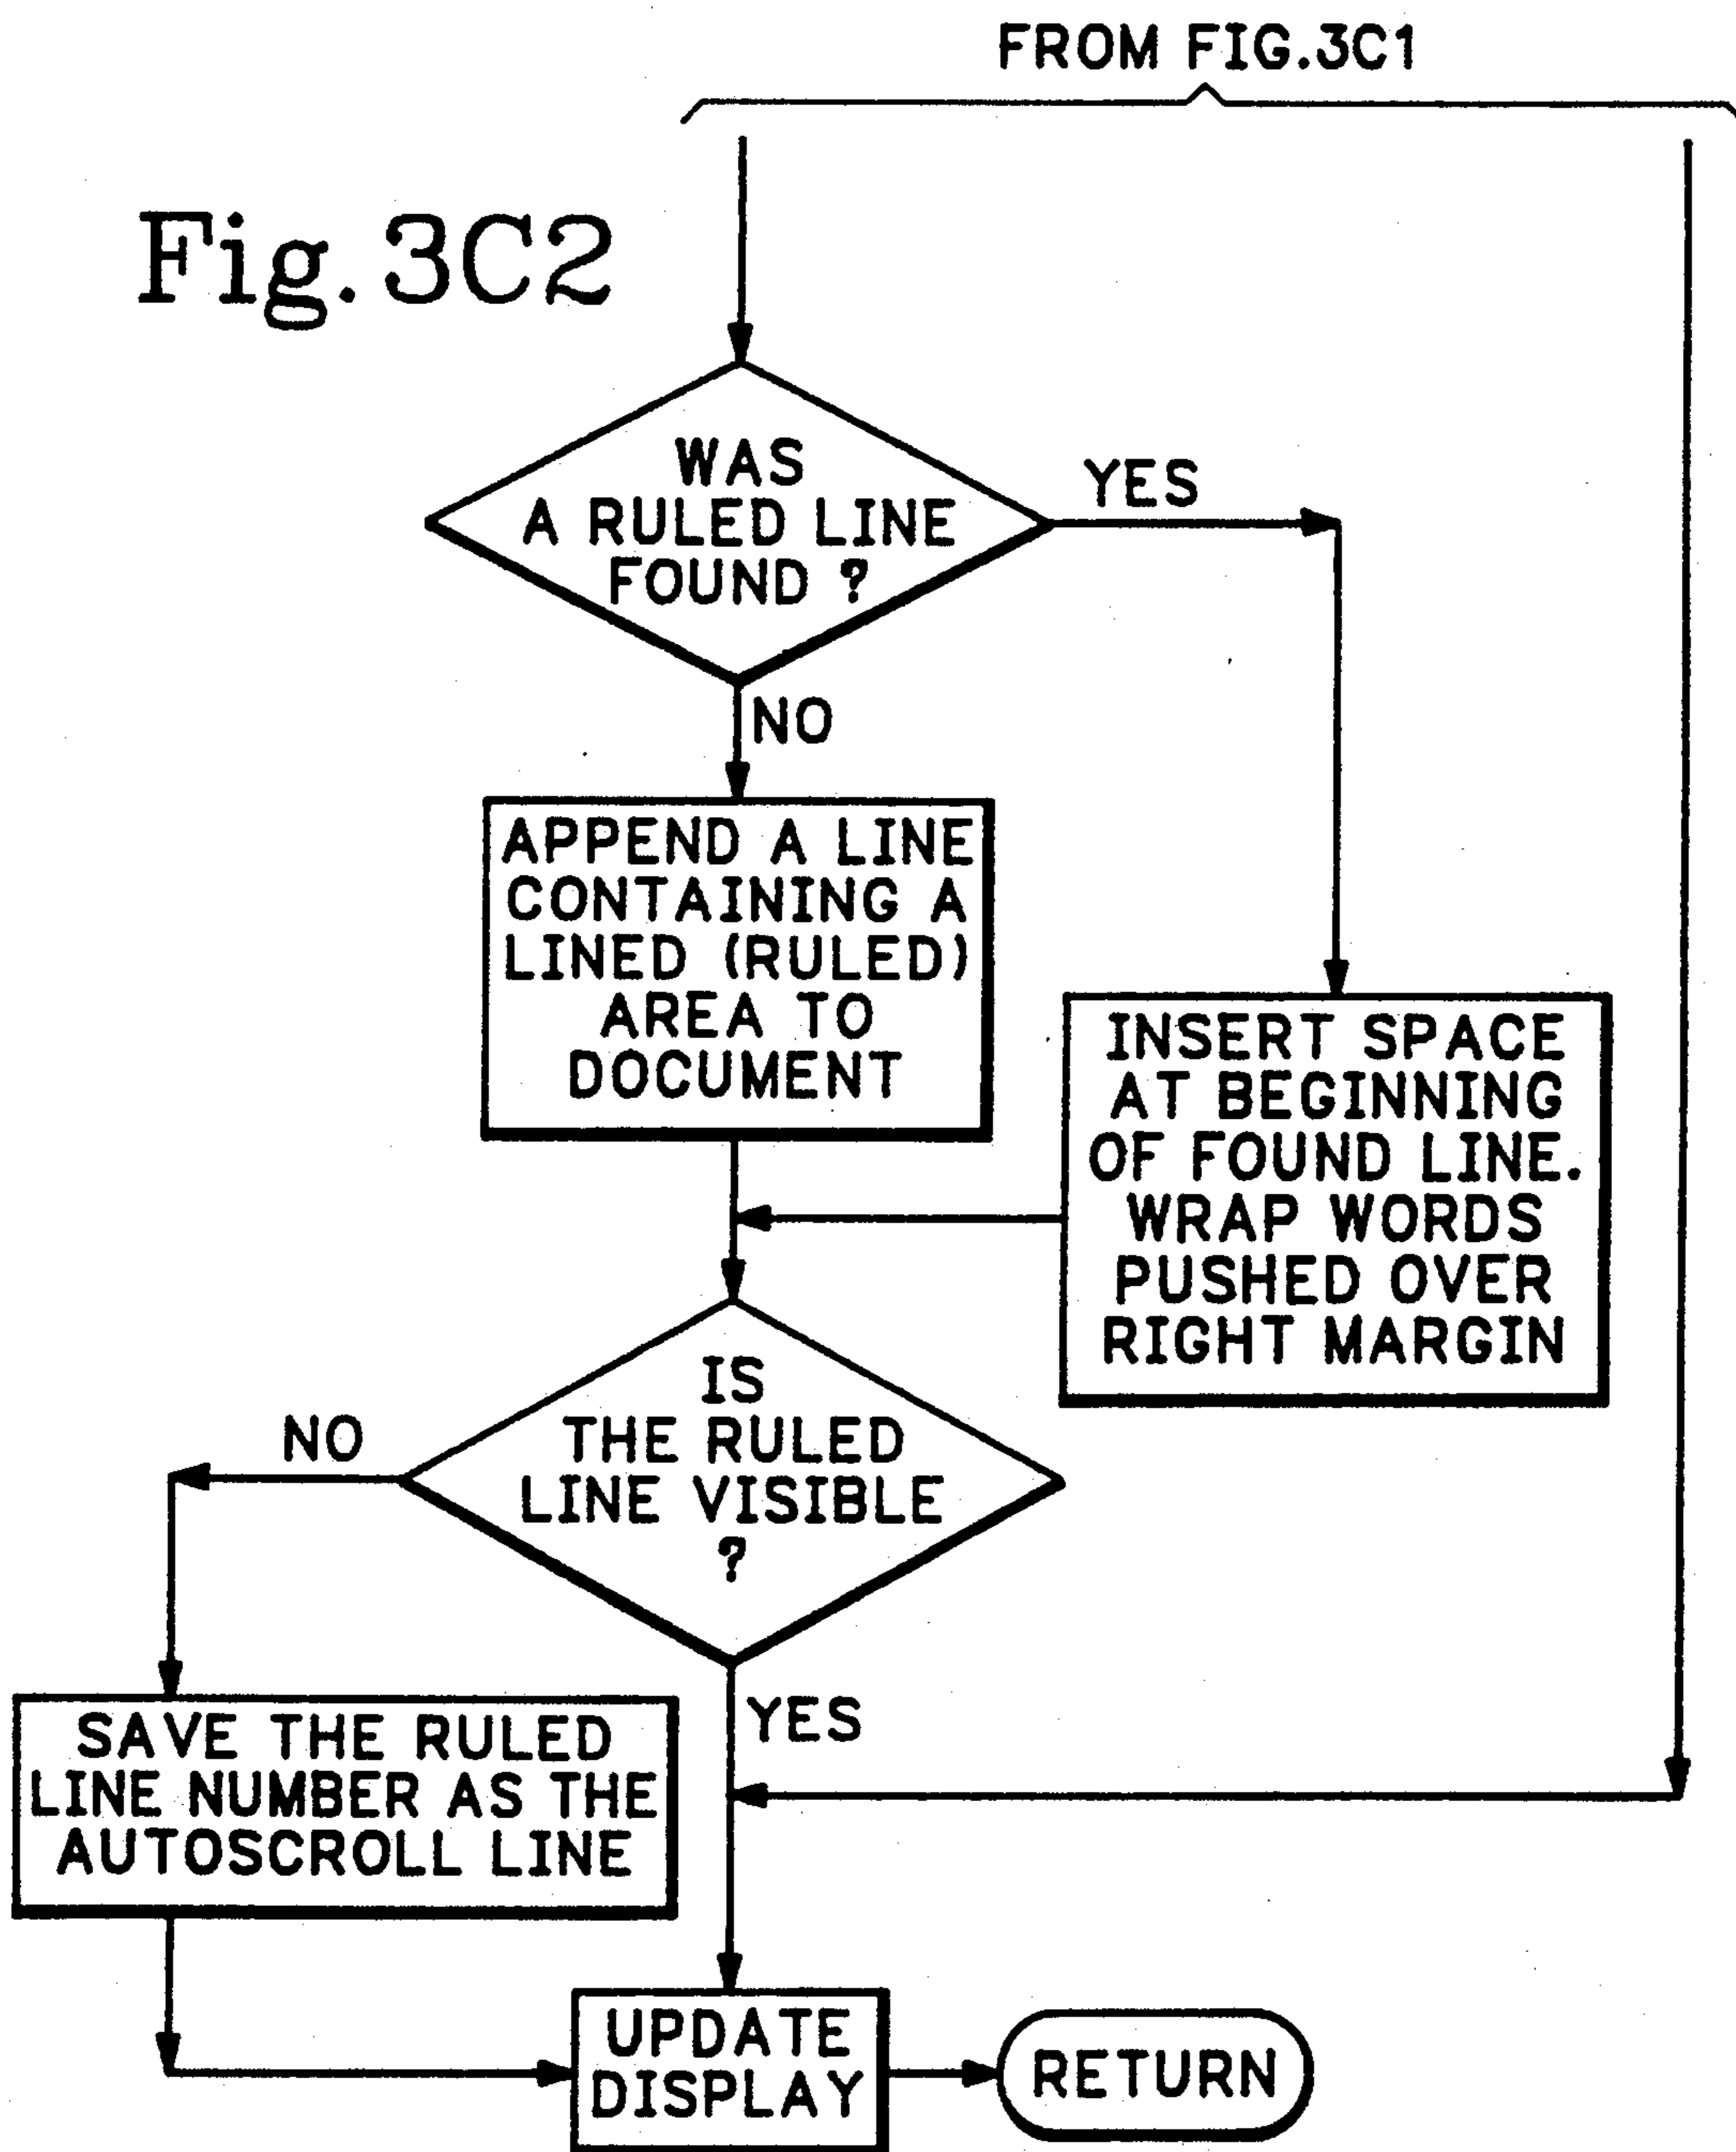 FROM FIG.3C1
Fig. 3C2
WAS
A RULED LINE
FOUND ?
YES
NO
APPEND A LINE
CONTAINING A
LINED (RULED)
AREA TO
DOCUMENT
INSERT SPACE
AT BEGINNING
OF FOUND LINE.
WRAP WORDS
PUSHED OVER
RIGHT MARGIN
IS
THE RULED
LINE VISIBLE
?
NO
YES
SAVE THE RULED
LINE NUMBER AS THE
AUTOSCROLL LINE
UPDATE
DISPLAY
RETURN